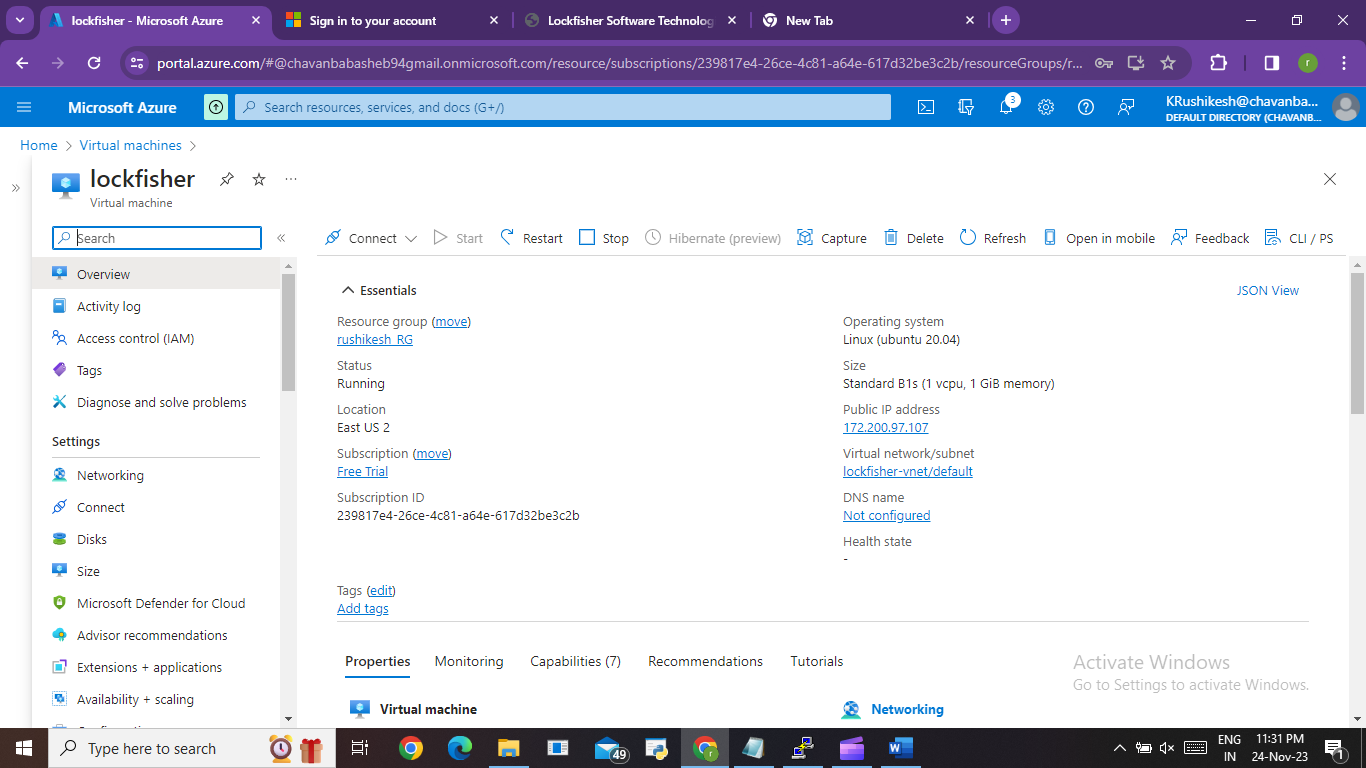 lockfisher - Microsoft Azure
Sign in to your account
Lockfisher Software Technolog
New Tab
portal.azure.com/#@chavanbabasheb94gmail.onmicrosoft.com/resource/subscriptions/239817e4-26ce-4c81-a64e-617d32be3c2b/resourceGroups/r...
r
Microsoft Azure
Search resources, services, and docs (G+/)
3
KRushikesh@chavanba...
DEFAULT DIRECTORY (CHAVANB...
Home > Virtual machines >
lockfisher
Virtual machine
Search
Connect
Start
Restart
Stop
Hibernate (preview)
Capture
Delete
Refresh
Open in mobile
Feedback
CLI / PS
Overview
Activity log
Access control (IAM)
Tags
Diagnose and solve problems
Settings
Networking
Connect
Disks
Size
Microsoft Defender for Cloud
Advisor recommendations
Extensions + applications
Availability + scaling
Essentials
JSON View
Resource group (move)
rushikesh_RG
Status
Running
Location
East US 2
Subscription (move)
Free Trial
Subscription ID
239817e4-26ce-4c81-a64e-617d32be3c2b
Operating system
Linux (ubuntu 20.04)
Size
Standard B1s (1 vcpu, 1 GiB memory)
Public IP address
172.200.97.107
Virtual network/subnet
lockfisher-vnet/default
DNS name
Not configured
Health state
-
Tags (edit)
Add tags
Properties
Monitoring
Capabilities (7)
Recommendations
Tutorials
Virtual machine
Networking
Activate Windows
Go to Settings to activate Windows.
Type here to search
49
ENG
IN
11:31 PM
24-Nov-23
1